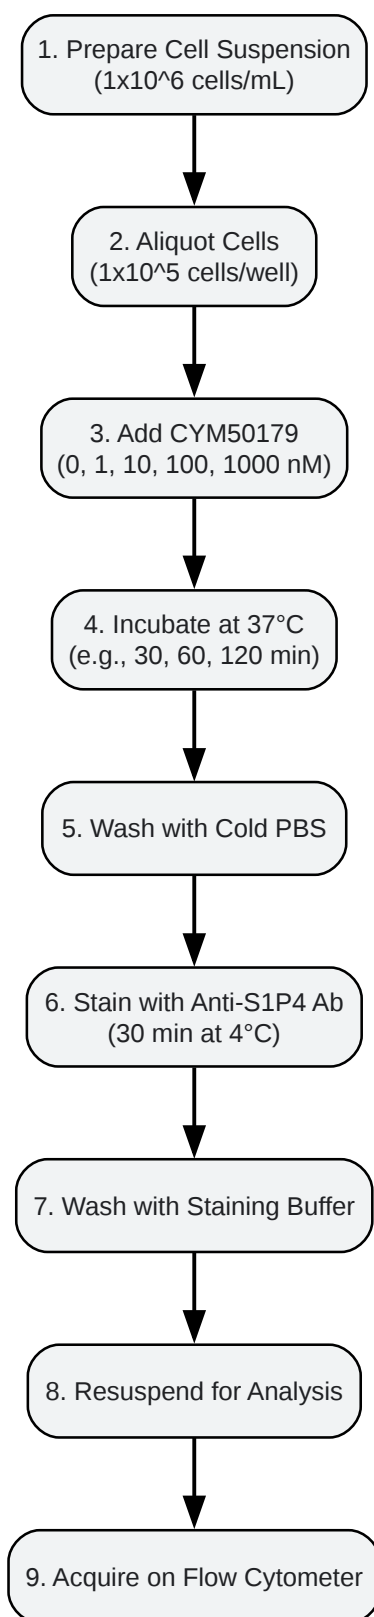 1. Prepare Cell Suspension
(1x10^6 cells/mL)
2. Aliquot Cells
(1x10^5 cells/well)
3. Add CYM50179
(0, 1, 10, 100, 1000 nM)
4. Incubate at 37°C
(e.g., 30, 60, 120 min)
5. Wash with Cold PBS
6. Stain with Anti-S1P4 Ab
(30 min at 4°C)
7. Wash with Staining Buffer
8. Resuspend for Analysis
9. Acquire on Flow Cytometer